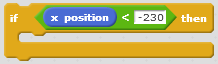 if x position < -230 then